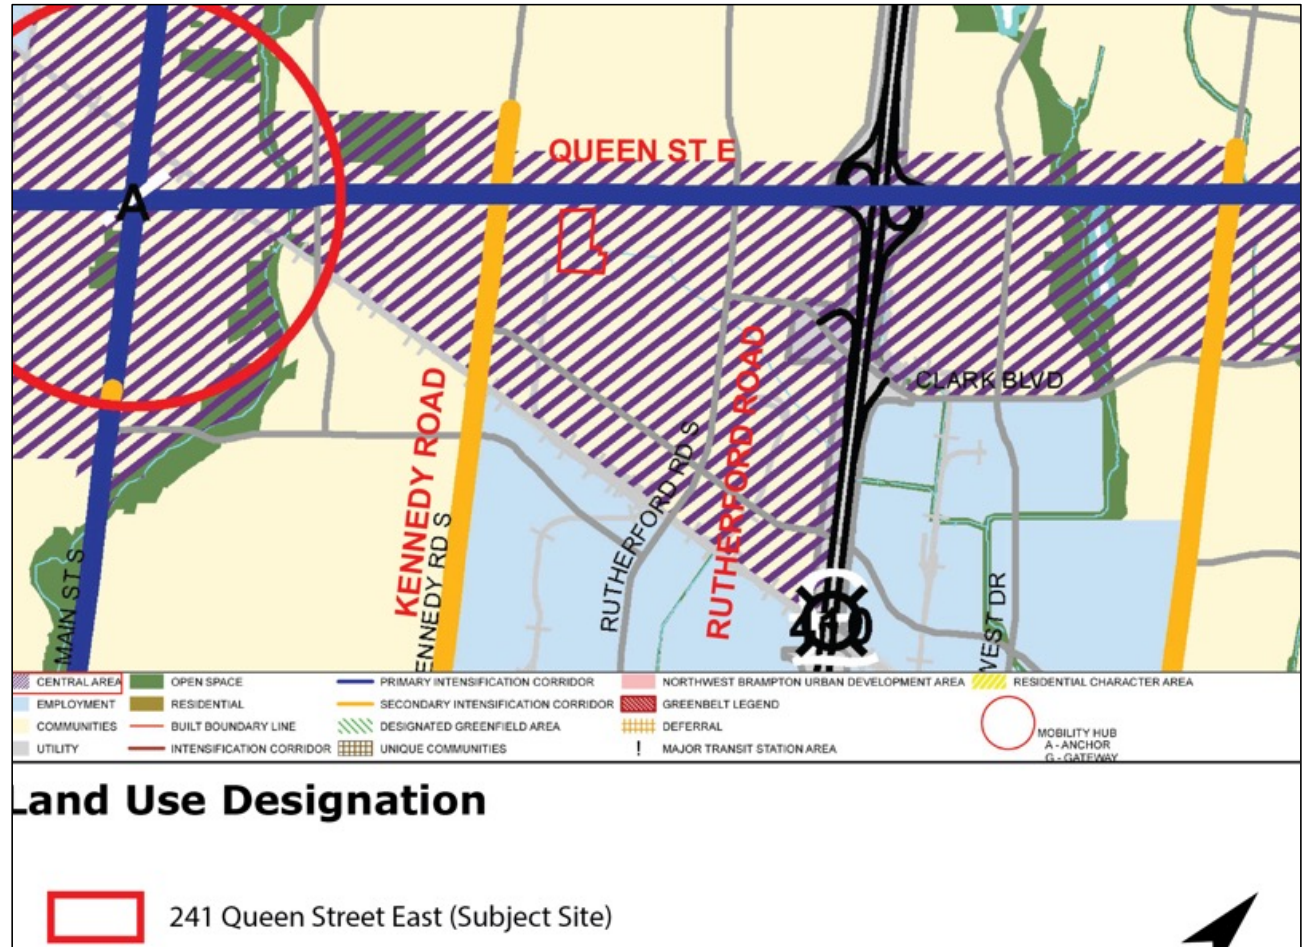 QUEEN ST E
A
CLARK BLVD
KENNEDY ROAD
ENNEDY RD S
RUTHERFORD RD S
RUTHERFORD ROAD
MAIN ST S
410
WEST DR
CENTRAL AREA
OPEN SPACE
PRIMARY INTENSIFICATION CORRIDOR
NORTHWEST BRAMPTON URBAN DEVELOPMENT AREA
RESIDENTIAL CHARACTER AREA
EMPLOYMENT
RESIDENTIAL
SECONDARY INTENSIFICATION CORRIDOR
GREENBELT LEGEND
COMMUNITIES
BUILT BOUNDARY LINE
DESIGNATED GREENFIELD AREA
DEFERRAL
UTILITY
INTENSIFICATION CORRIDOR
UNIQUE COMMUNITIES
! MAJOR TRANSIT STATION AREA
MOBILITY HUB
A - ANCHOR
G - GATEWAY
Land Use Designation
241 Queen Street East (Subject Site)